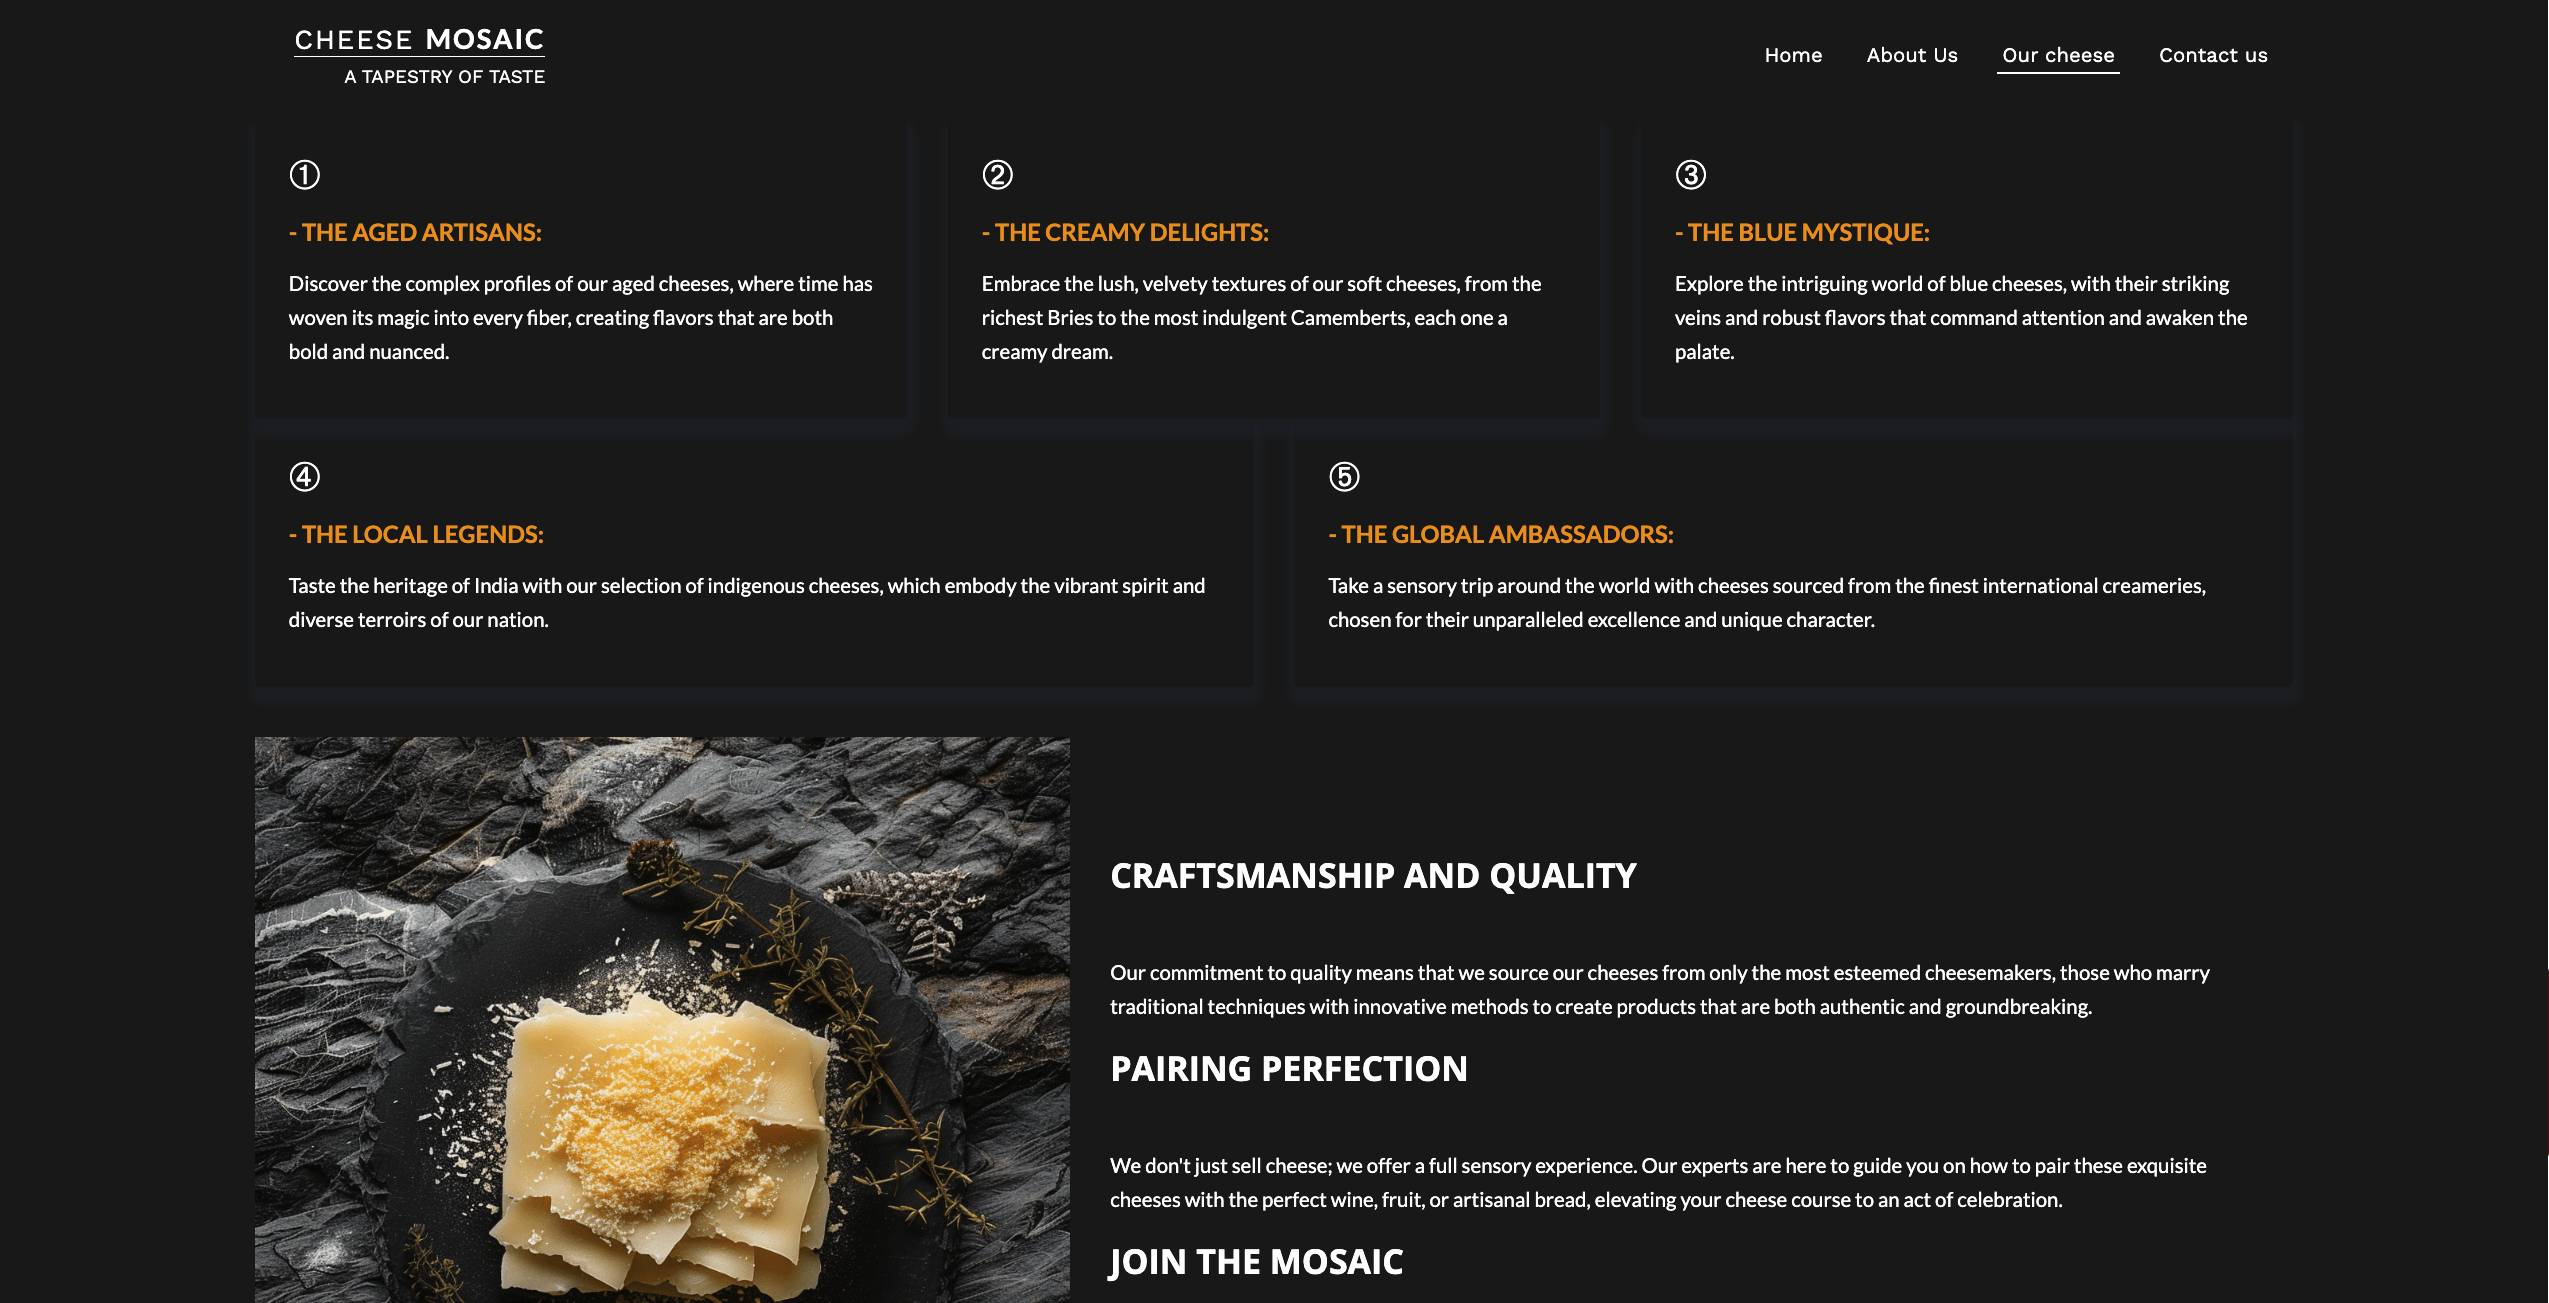 CHEESE MOSAIC
A TAPESTRY OF TASTE
Home About Us Our cheese Contact us
①
- THE AGED ARTISANS:
Discover the complex profiles of our aged cheeses, where time has
woven its magic into every fiber, creating flavors that are both
bold and nuanced.
②
- THE CREAMY DELIGHTS:
Embrace the lush, velvety textures of our soft cheeses, from the
richest Bries to the most indulgent Camemberts, each one a
creamy dream.
③
- THE BLUE MYSTIQUE:
Explore the intriguing world of blue cheeses, with their striking
veins and robust flavors that command attention and awaken the
palate.
④
- THE LOCAL LEGENDS:
Taste the heritage of India with our selection of indigenous cheeses, which embody the vibrant spirit and
diverse terroirs of our nation.
⑤
- THE GLOBAL AMBASSADORS:
Take a sensory trip around the world with cheeses sourced from the finest international creameries,
chosen for their unparalleled excellence and unique character.
CRAFTSMANSHIP AND QUALITY
Our commitment to quality means that we source our cheeses from only the most esteemed cheesemakers, those who marry
traditional techniques with innovative methods to create products that are both authentic and groundbreaking.
PAIRING PERFECTION
We don't just sell cheese; we offer a full sensory experience. Our experts are here to guide you on how to pair these exquisite
cheeses with the perfect wine, fruit, or artisanal bread, elevating your cheese course to an act of celebration.
JOIN THE MOSAIC